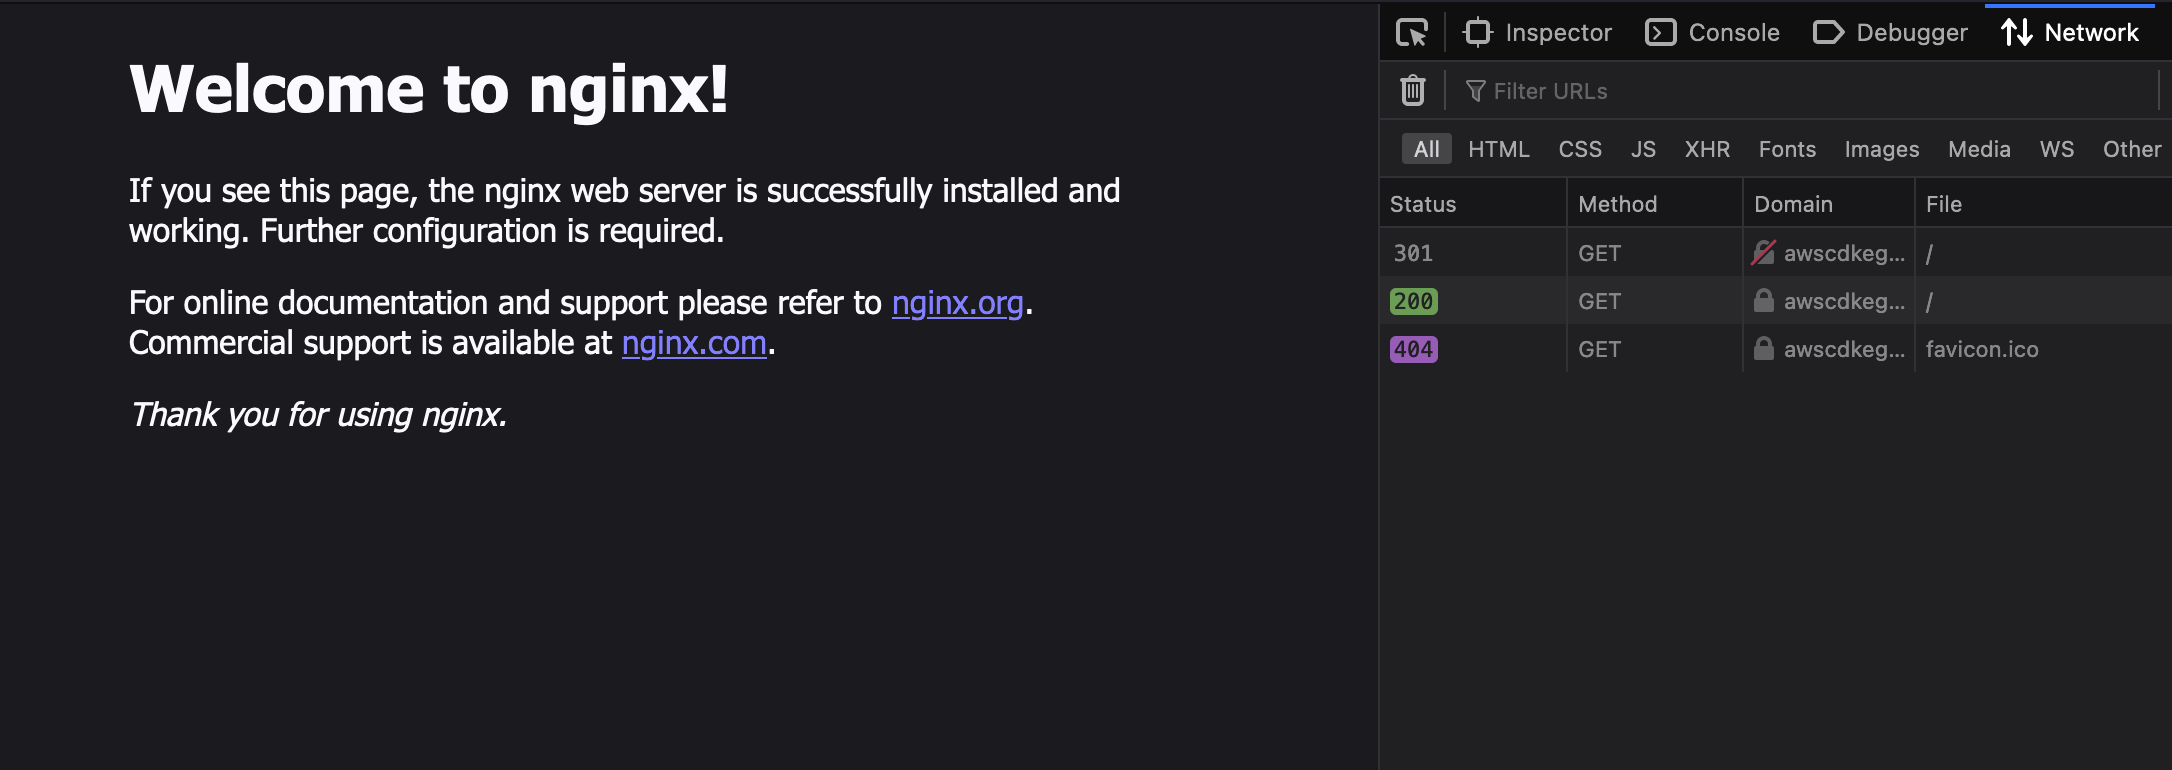 Welcome to nginx!
If you see this page, the nginx web server is successfully installed and
working. Further configuration is required.
For online documentation and support please refer to nginx.org.
Commercial support is available at nginx.com.
Thank you for using nginx.
Inspector Console Debugger Network
Filter URLs
All HTML CSS JS XHR Fonts Images Media WS Other
Status Method Domain File
301 GET awscdkeg... /
200 GET awscdkeg... /
404 GET awscdkeg... favicon.ico